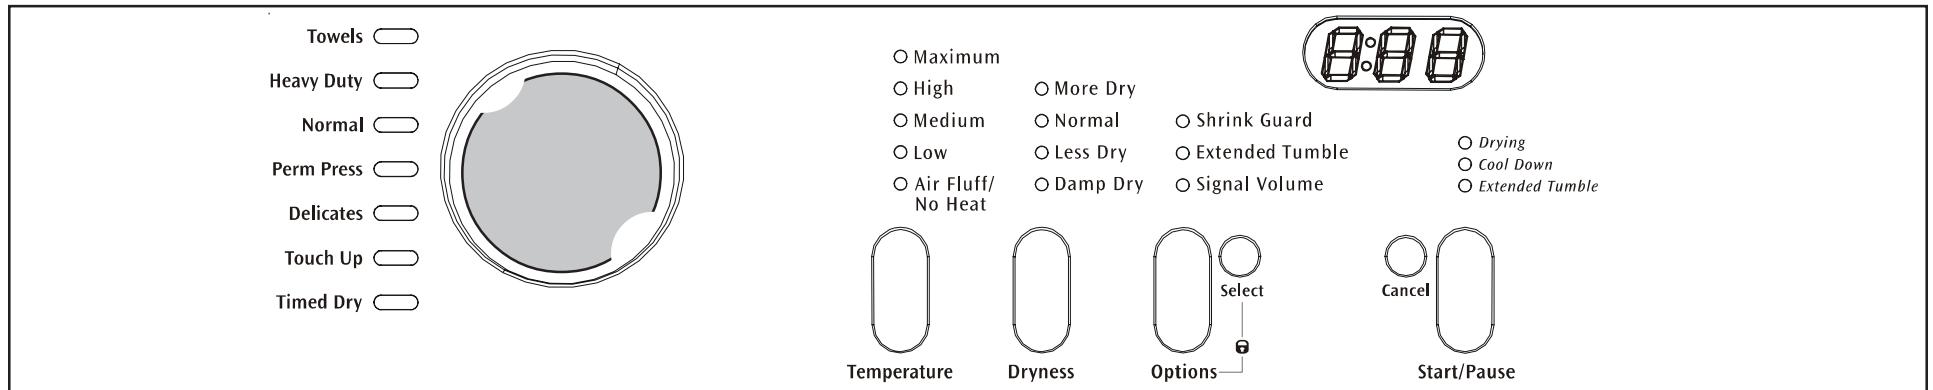 Towels
Heavy Duty
Normal
Perm Press
Delicates
Touch Up
Timed Dry
Maximum
High
Medium
Low
Air Fluff/
No Heat
Temperature
More Dry
Normal
Less Dry
Damp Dry
Dryness
Shrink Guard
Extended Tumble
Signal Volume
Options
Select
8:88
Drying
Cool Down
Extended Tumble
Cancel
Start/Pause